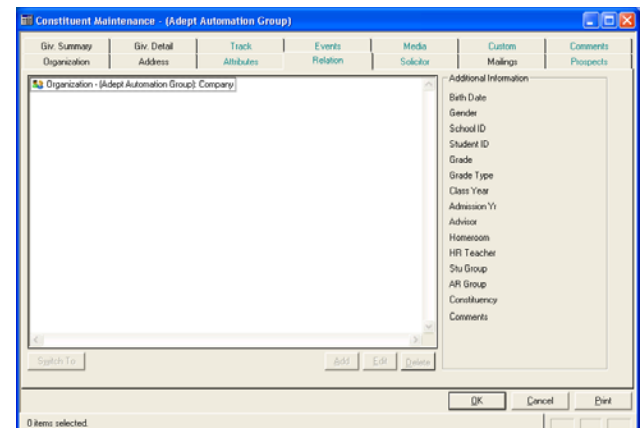 Constituent Maintenance - (Adept Automation Group)
Giv. Summary Giv. Detail Track Events Media Custom Comments
Organization Address Attributes Relation Solicitor Mailings Prospects
Organization - (Adept Automation Group): Company
Additional Information
Birth Date
Gender
School ID
Student ID
Grade
Grade Type
Class Year
Admission Yr
Advisor
Homeroom
HR Teacher
Stu Group
AR Group
Constituency
Comments
Switch To Add Edit Delete
OK Cancel Print
0 items selected.